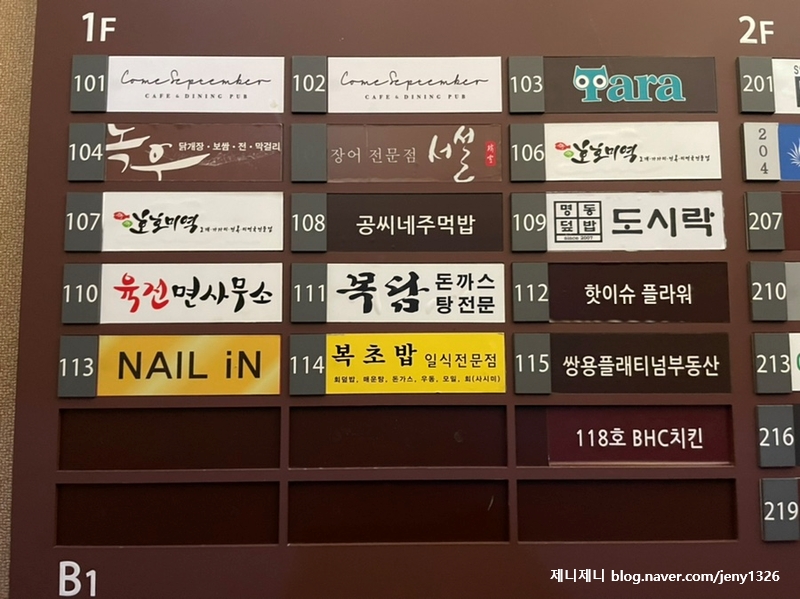 1F
2F
101 Come September CAFE & DINING PUB
102 Come September CAFE & DINING PUB
103 Tara
201
104 녹우 닭개장·보쌈·전·막걸리
장어 전문점 서설
106 호호미역
204
107 호호미역
108 공씨네주먹밥
109 명동덮밥 since 2007 도시락
207
110 육전면사무소
111 목탐 돈까스 탕전문
112 핫이슈 플라워
210
113 NAIL iN
114 복초밥 일식전문점
회덮밥, 매운탕, 돈가스, 우동, 모밀, 회(사시미)
115 쌍용플래티넘부동산
213
118호 BHC치킨
216
219
B1
제니제니 blog.naver.com/jeny1326